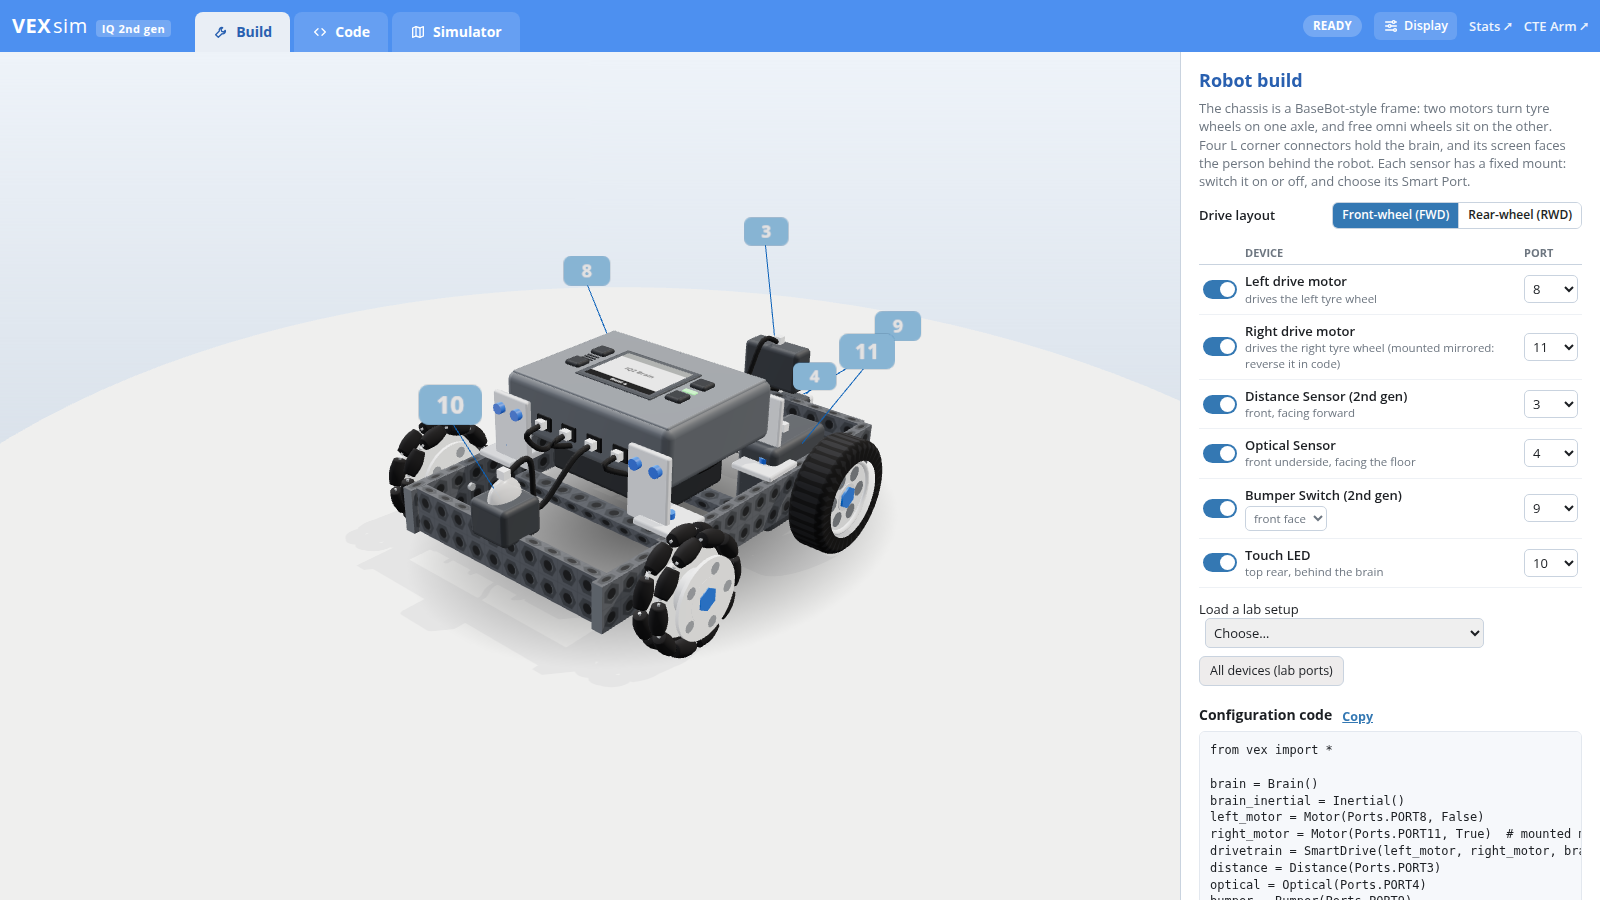 VEXsim IQ 2nd gen
Build
Code
Simulator
READY
Display
Stats ↗
CTE Arm ↗
3
8
9
11
4
10
IQ2 Brain
Robot build
The chassis is a BaseBot-style frame: two motors turn tyre
wheels on one axle, and free omni wheels sit on the other.
Four L corner connectors hold the brain, and its screen faces
the person behind the robot. Each sensor has a fixed mount:
switch it on or off, and choose its Smart Port.
Drive layout
Front-wheel (FWD)
Rear-wheel (RWD)
DEVICE PORT
Left drive motor
drives the left tyre wheel
8
Right drive motor
drives the right tyre wheel (mounted mirrored:
reverse it in code)
11
Distance Sensor (2nd gen)
front, facing forward
3
Optical Sensor
front underside, facing the floor
4
Bumper Switch (2nd gen)
front face
9
Touch LED
top rear, behind the brain
10
Load a lab setup
Choose...
All devices (lab ports)
Configuration code Copy
from vex import *
brain = Brain()
brain_inertial = Inertial()
left_motor = Motor(Ports.PORT8, False)
right_motor = Motor(Ports.PORT11, True)  # mounted
drivetrain = SmartDrive(left_motor, right_motor,
distance = Distance(Ports.PORT3)
optical = Optical(Ports.PORT4)